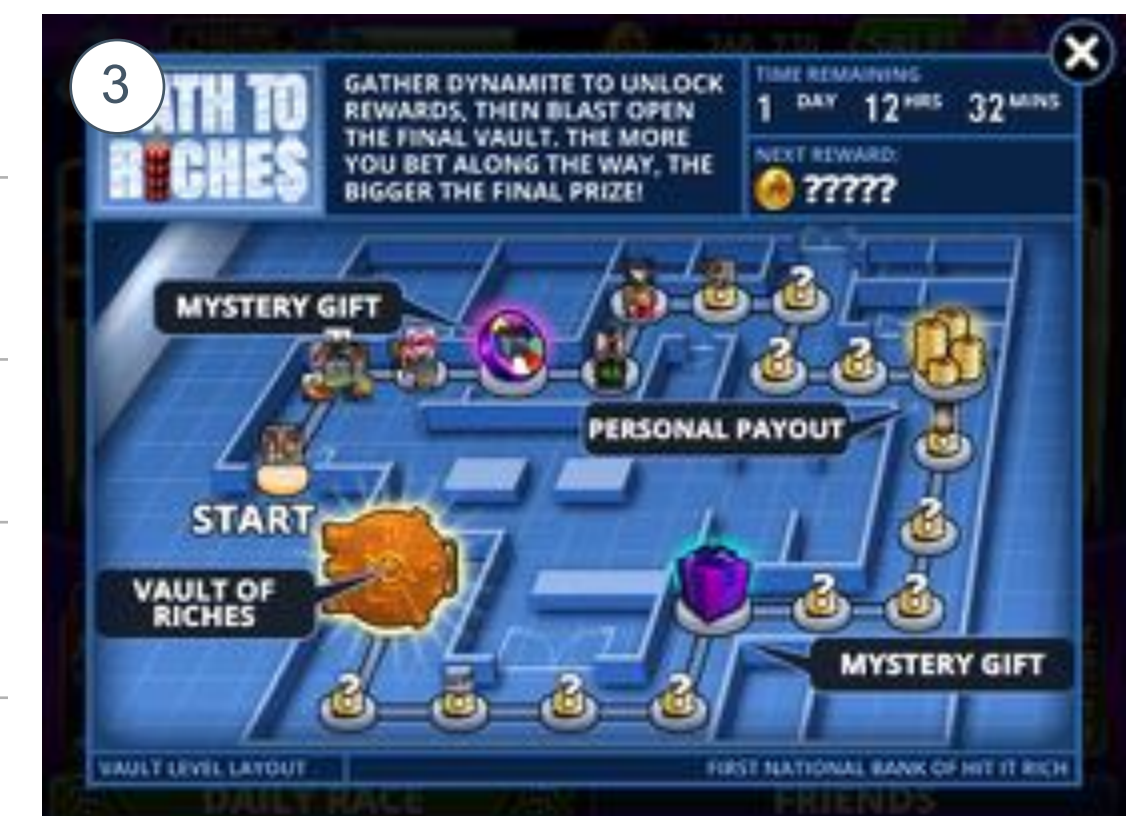 3
ATH TO
RICHES
GATHER DYNAMITE TO UNLOCK
REWARDS, THEN BLAST OPEN
THE FINAL VAULT. THE MORE
YOU BET ALONG THE WAY, THE
BIGGER THE FINAL PRIZE!
TIME REMAINING
1 DAY 12 HRS 32 MINS
NEXT REWARD:
?????
MYSTERY GIFT
?
? ?
PERSONAL PAYOUT
START
?
VAULT OF
RICHES
? ?
MYSTERY GIFT
? ? ?
VAULT LEVEL LAYOUT
FIRST NATIONAL BANK OF HIT IT RICH
DAILY RACE
FRIENDS